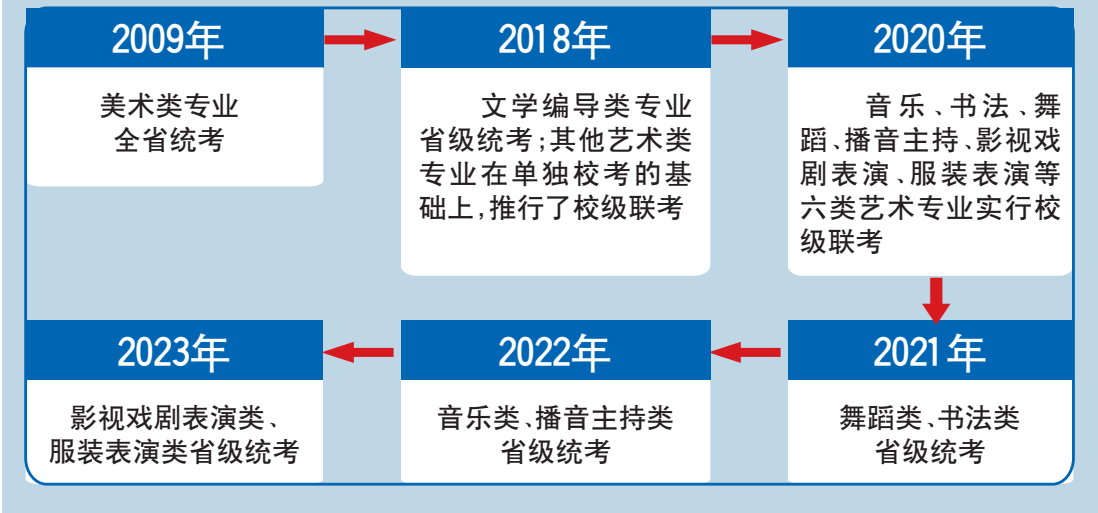 2009年
美术类专业
全省统考
2018年
文学编导类专业
省级统考;其他艺术类
专业在单独校考的基
础上,推行了校级联考
2020年
音乐、书法、舞
蹈、播音主持、影视戏
剧表演、服装表演等
六类艺术专业实行校
级联考
2021年
舞蹈类、书法类
省级统考
2022年
音乐类、播音主持类
省级统考
2023年
影视戏剧表演类、
服装表演类省级统考